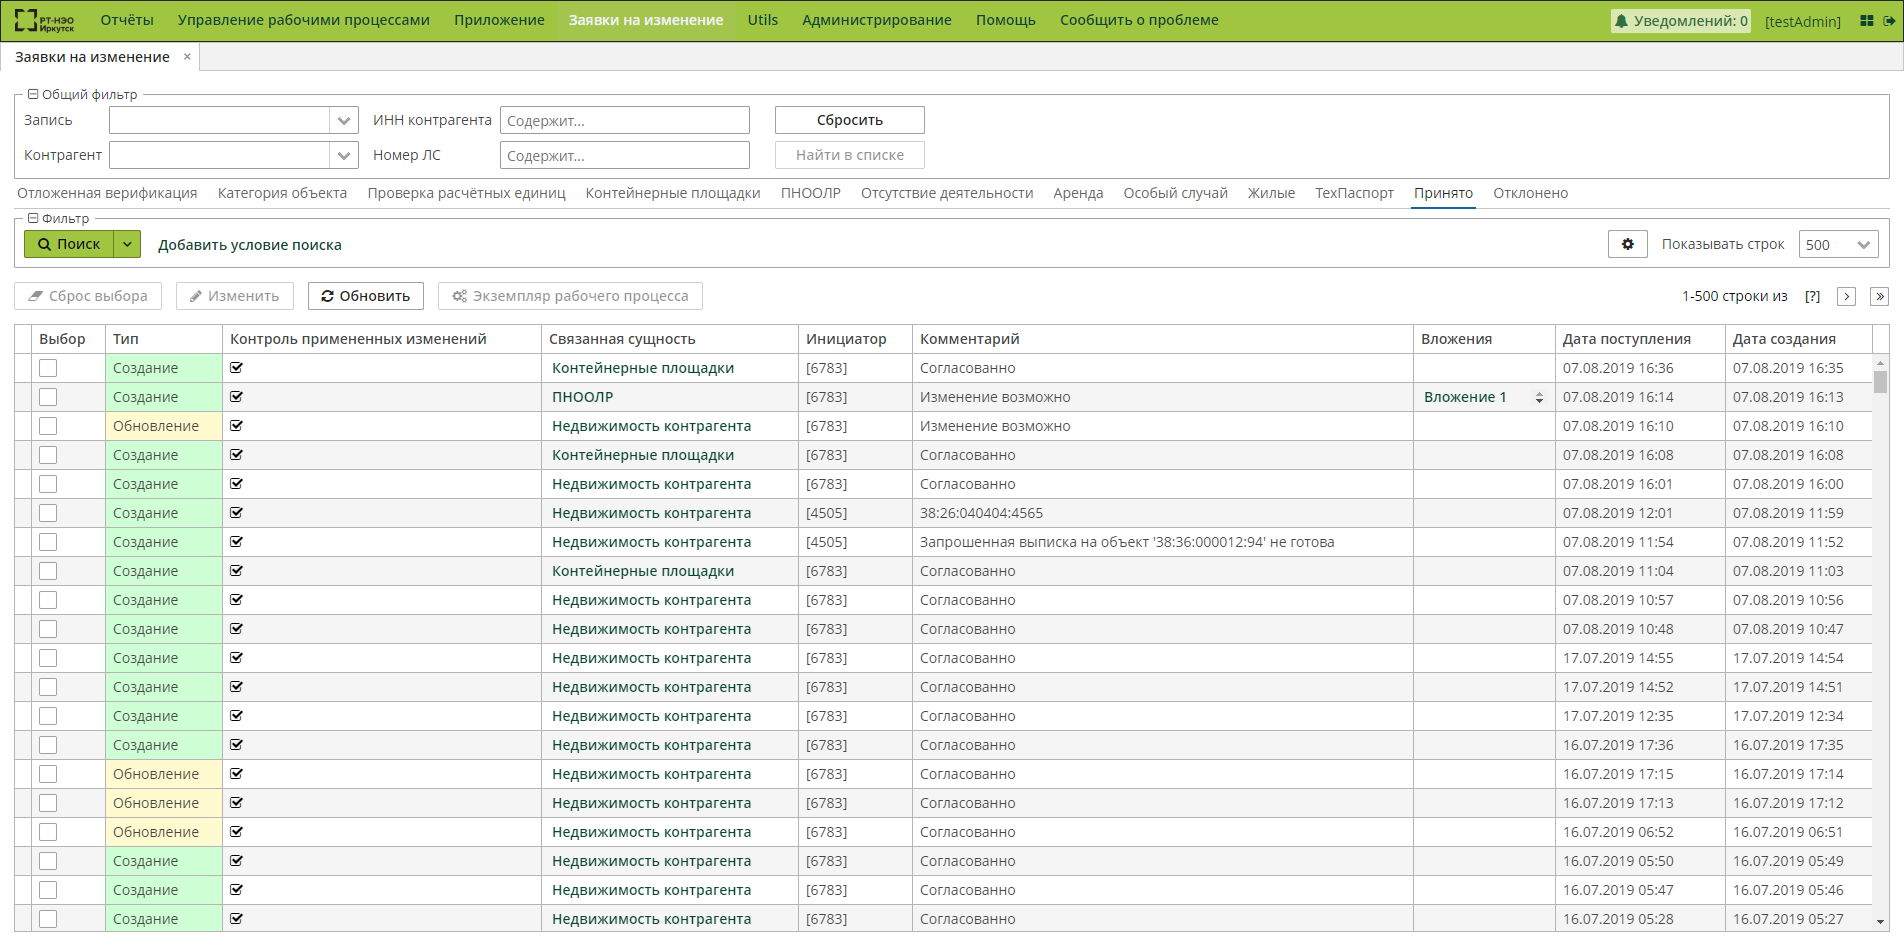 РТ-НЭО Иркутск Отчёты Управление рабочими процессами Приложение Заявки на изменение Utils Администрирование Помощь Сообщить о проблеме Уведомлений: 0 [testAdmin]
Заявки на изменение ×
Общий фильтр
Запись ИНН контрагента Содержит... Сбросить
Контрагент Номер ЛС Содержит... Найти в списке
Отложенная верификация Категория объекта Проверка расчётных единиц Контейнерные площадки ПНООЛР Отсутствие деятельности Аренда Особый случай Жилые ТехПаспорт Принято Отклонено
Фильтр
Поиск Добавить условие поиска Показывать строк 500
Сброс выбора Изменить Обновить Экземпляр рабочего процесса 1-500 строки из [?]
Выбор Тип Контроль примененных изменений Связанная сущность Инициатор Комментарий Вложения Дата поступления Дата создания
Создание Контейнерные площадки [6783] Согласованно 07.08.2019 16:36 07.08.2019 16:35
Создание ПНООЛР [6783] Изменение возможно Вложение 1 07.08.2019 16:14 07.08.2019 16:13
Обновление Недвижимость контрагента [6783] Изменение возможно 07.08.2019 16:10 07.08.2019 16:10
Создание Контейнерные площадки [6783] Согласованно 07.08.2019 16:08 07.08.2019 16:08
Создание Недвижимость контрагента [6783] Согласованно 07.08.2019 16:01 07.08.2019 16:00
Создание Недвижимость контрагента [4505] 38:26:040404:4565 07.08.2019 12:01 07.08.2019 11:59
Создание Недвижимость контрагента [4505] Запрошенная выписка на объект '38:36:000012:94' не готова 07.08.2019 11:54 07.08.2019 11:52
Создание Контейнерные площадки [6783] Согласованно 07.08.2019 11:04 07.08.2019 11:03
Создание Недвижимость контрагента [6783] Согласованно 07.08.2019 10:57 07.08.2019 10:56
Создание Недвижимость контрагента [6783] Согласованно 07.08.2019 10:48 07.08.2019 10:47
Создание Недвижимость контрагента [6783] Согласованно 17.07.2019 14:55 17.07.2019 14:54
Создание Недвижимость контрагента [6783] Согласованно 17.07.2019 14:52 17.07.2019 14:51
Создание Недвижимость контрагента [6783] Согласованно 17.07.2019 12:35 17.07.2019 12:34
Создание Недвижимость контрагента [6783] Согласованно 16.07.2019 17:36 16.07.2019 17:35
Обновление Недвижимость контрагента [6783] Согласованно 16.07.2019 17:15 16.07.2019 17:14
Обновление Недвижимость контрагента [6783] Согласованно 16.07.2019 17:13 16.07.2019 17:12
Обновление Недвижимость контрагента [6783] Согласованно 16.07.2019 06:52 16.07.2019 06:51
Создание Недвижимость контрагента [6783] Согласованно 16.07.2019 05:50 16.07.2019 05:49
Создание Недвижимость контрагента [6783] Согласованно 16.07.2019 05:47 16.07.2019 05:46
Создание Недвижимость контрагента [6783] Согласованно 16.07.2019 05:28 16.07.2019 05:27